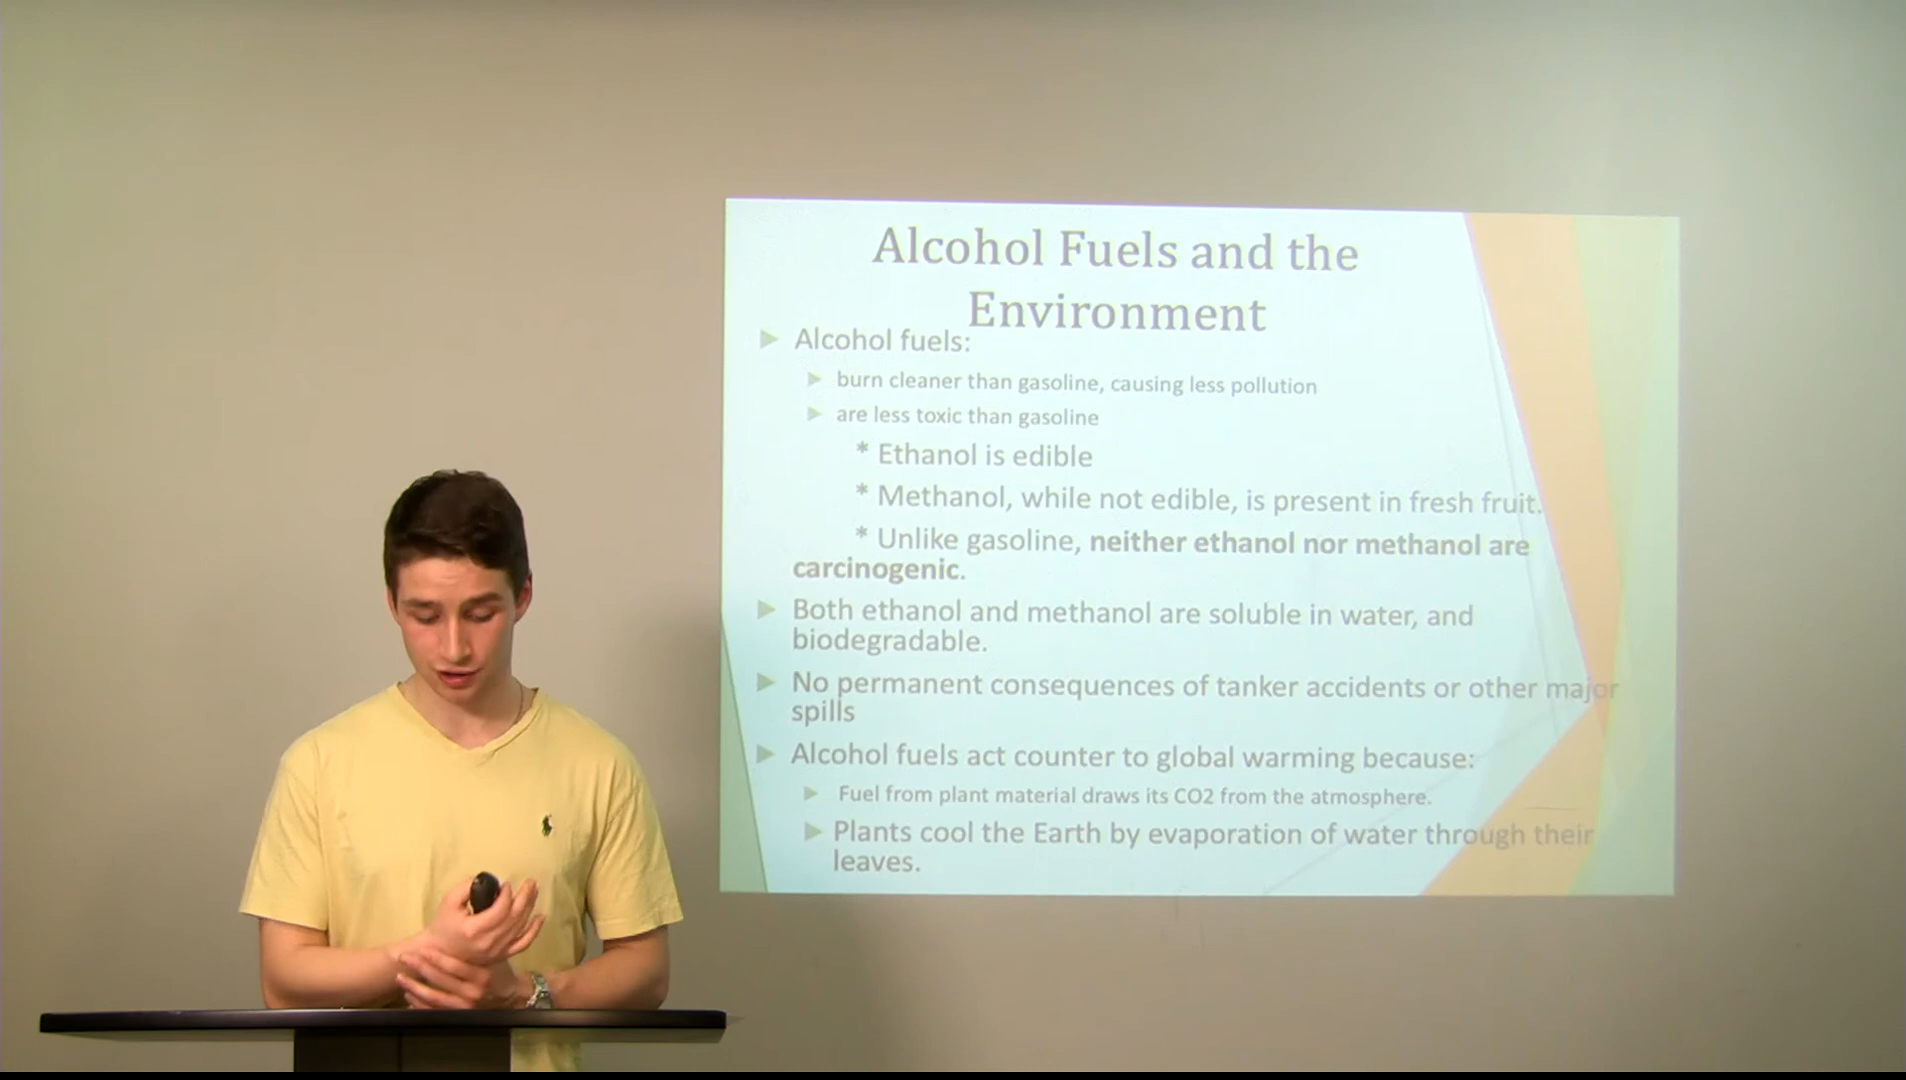 Alcohol Fuels and the
Environment
Alcohol fuels:
burn cleaner than gasoline, causing less pollution
are less toxic than gasoline
* Ethanol is edible
* Methanol, while not edible, is present in fresh fruit.
* Unlike gasoline, neither ethanol nor methanol are
carcinogenic.
Both ethanol and methanol are soluble in water, and
biodegradable.
No permanent consequences of tanker accidents or other major
spills
Alcohol fuels act counter to global warming because:
Fuel from plant material draws its CO2 from the atmosphere.
Plants cool the Earth by evaporation of water through their
leaves.